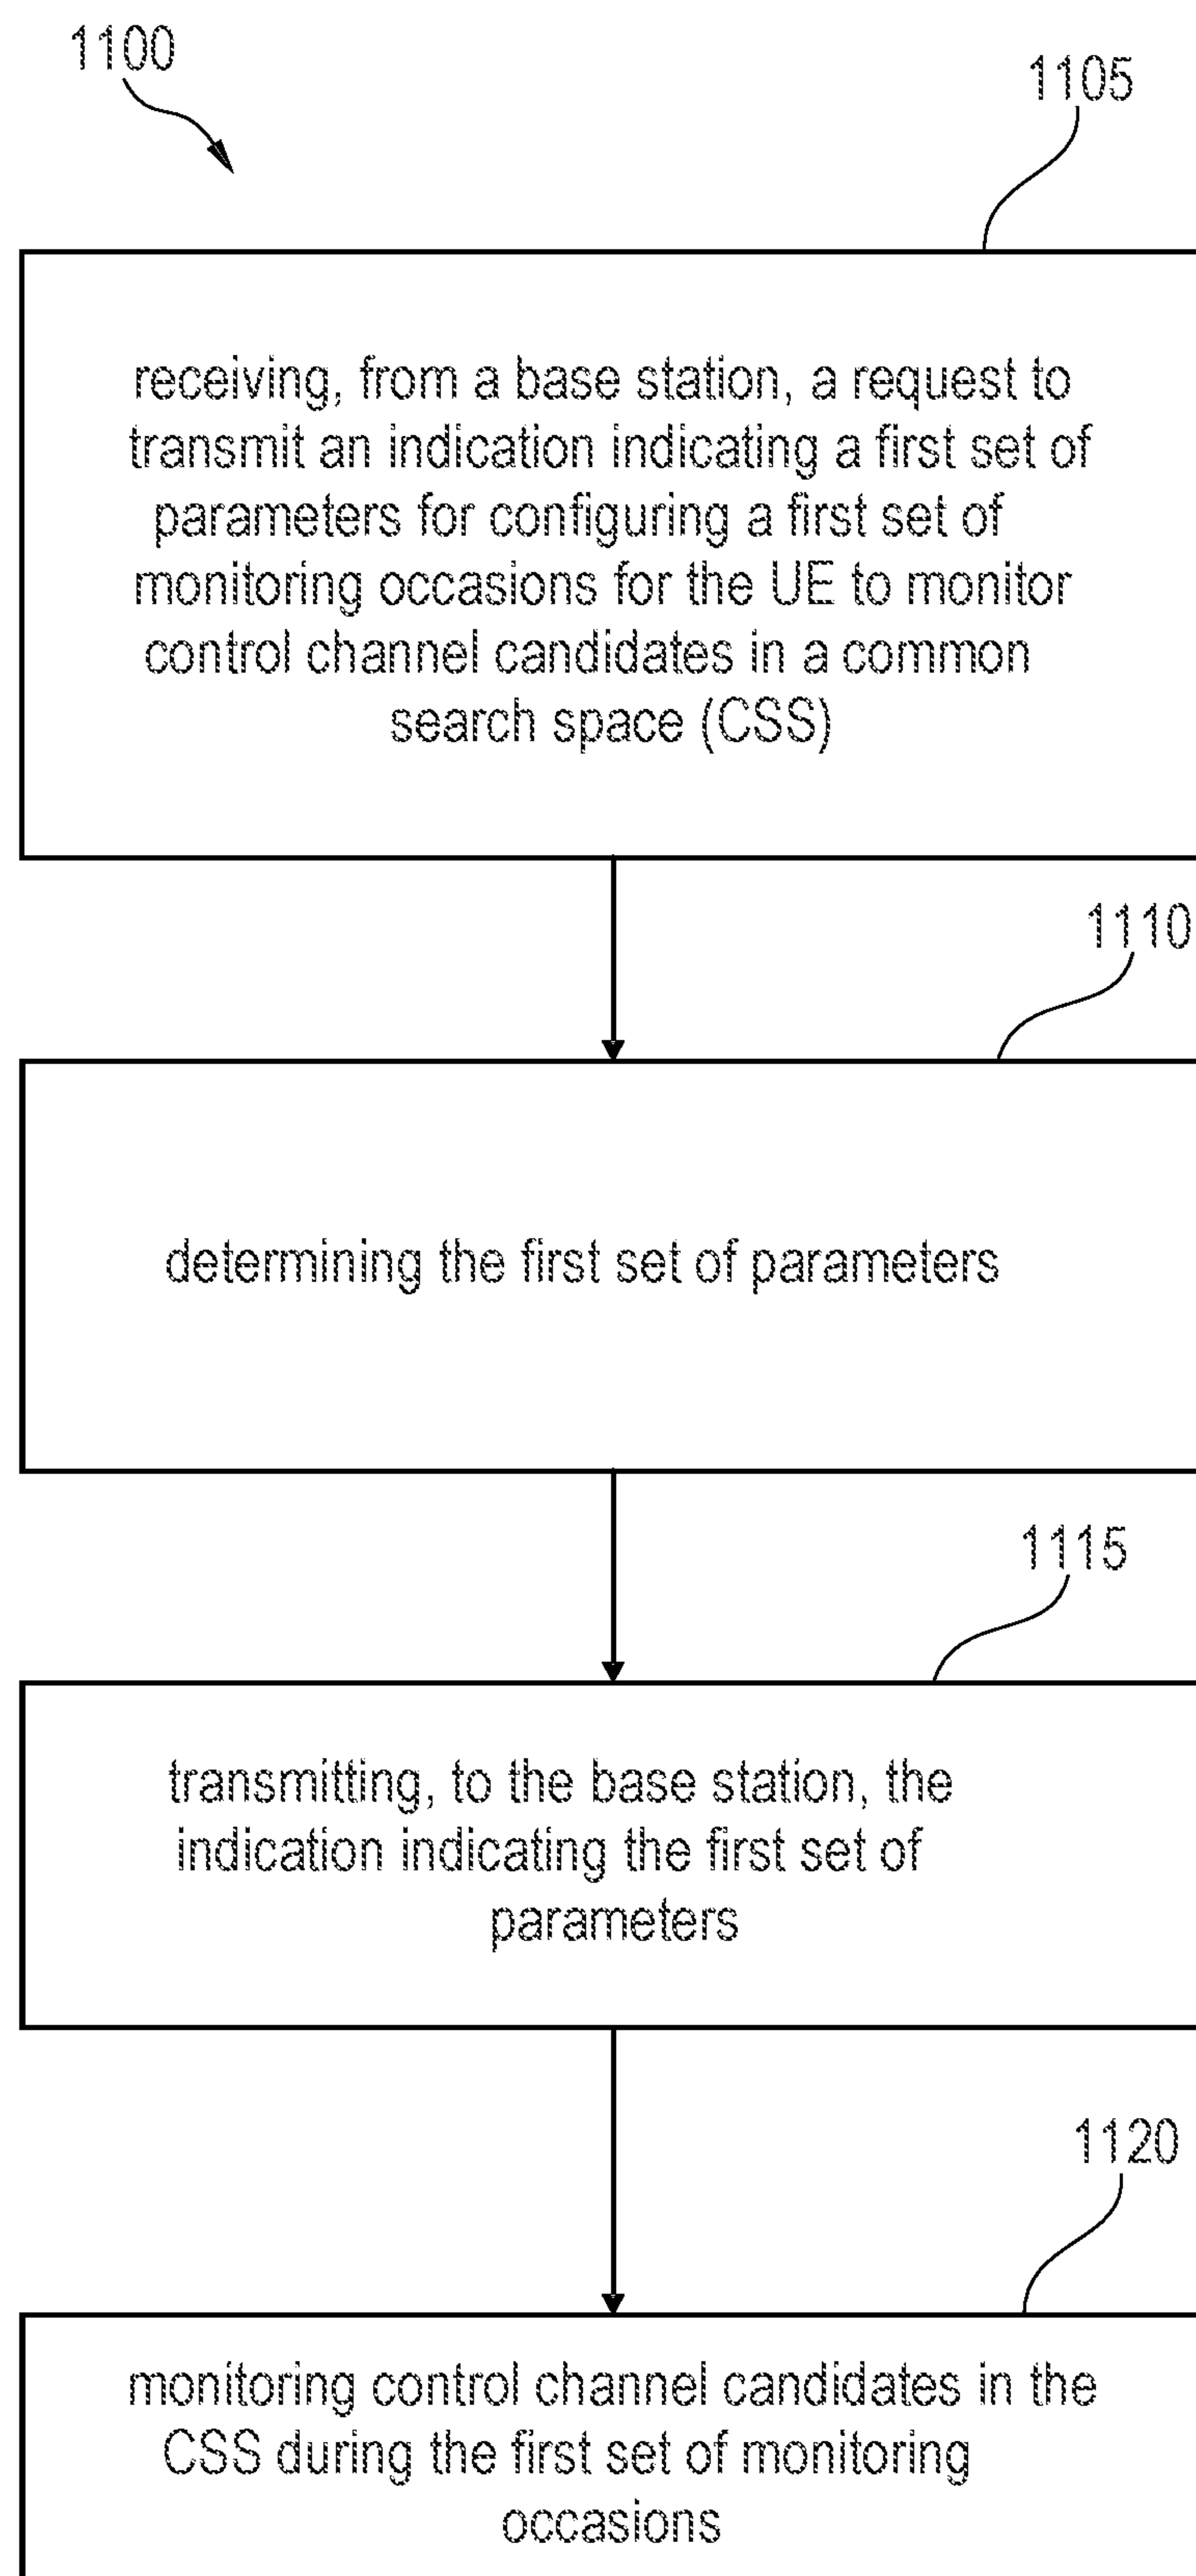 1100
1105
receiving, from a base station, a request to
transmit an indication indicating a first set of
parameters for configuring a first set of
monitoring occasions for the UE to monitor
control channel candidates in a common
search space (CSS)
1110
determining the first set of parameters
1115
transmitting, to the base station, the
indication indicating the first set of
parameters
1120
monitoring control channel candidates in the
CSS during the first set of monitoring
occasions